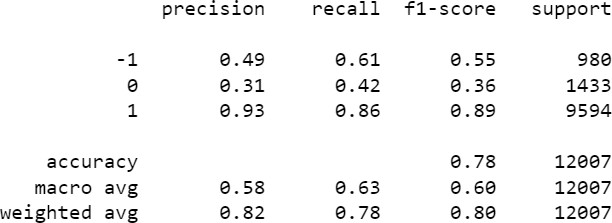 precision recall f1-score support
-1 0.49 0.61 0.55 980
0 0.31 0.42 0.36 1433
1 0.93 0.86 0.89 9594
accuracy 0.78 12007
macro avg 0.58 0.63 0.60 12007
weighted avg 0.82 0.78 0.80 12007